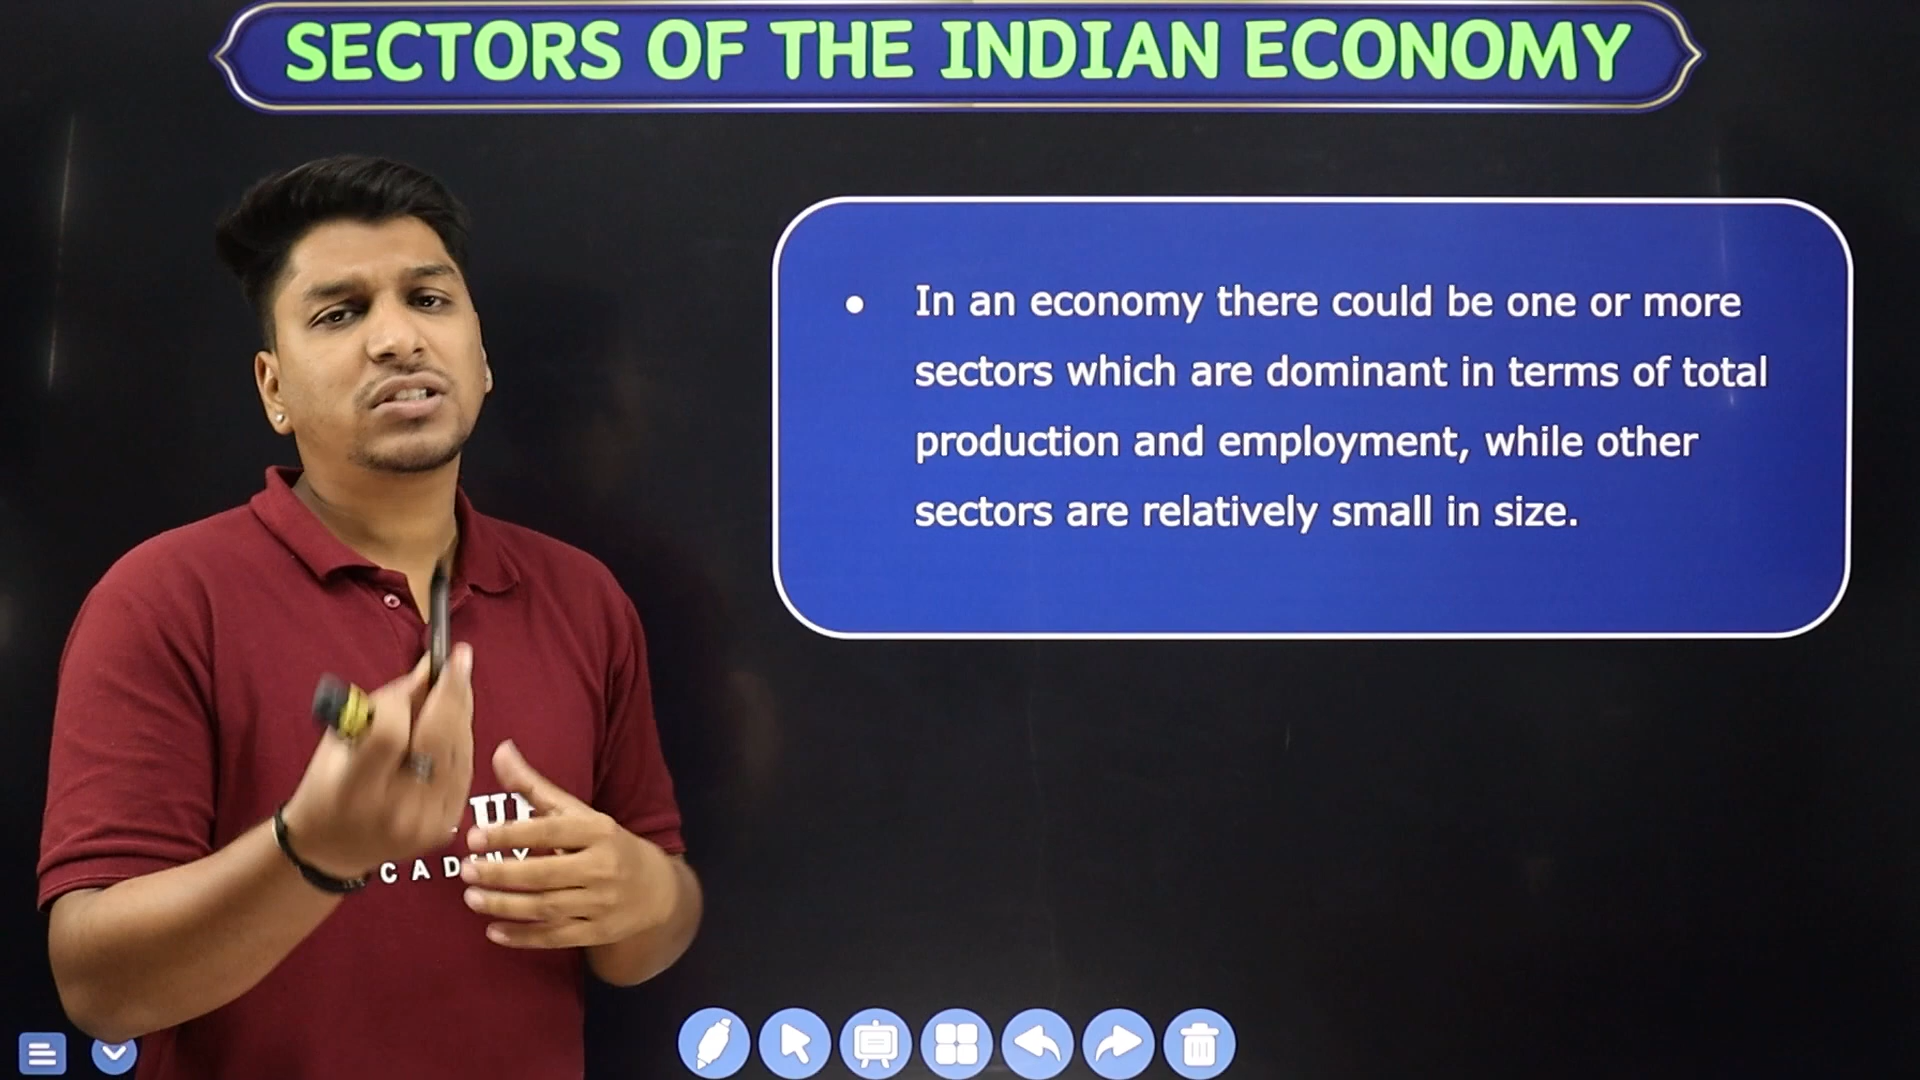 SECTORS OF THE INDIAN ECONOMY
● In an economy there could be one or more
sectors which are dominant in terms of total
production and employment, while other
sectors are relatively small in size.